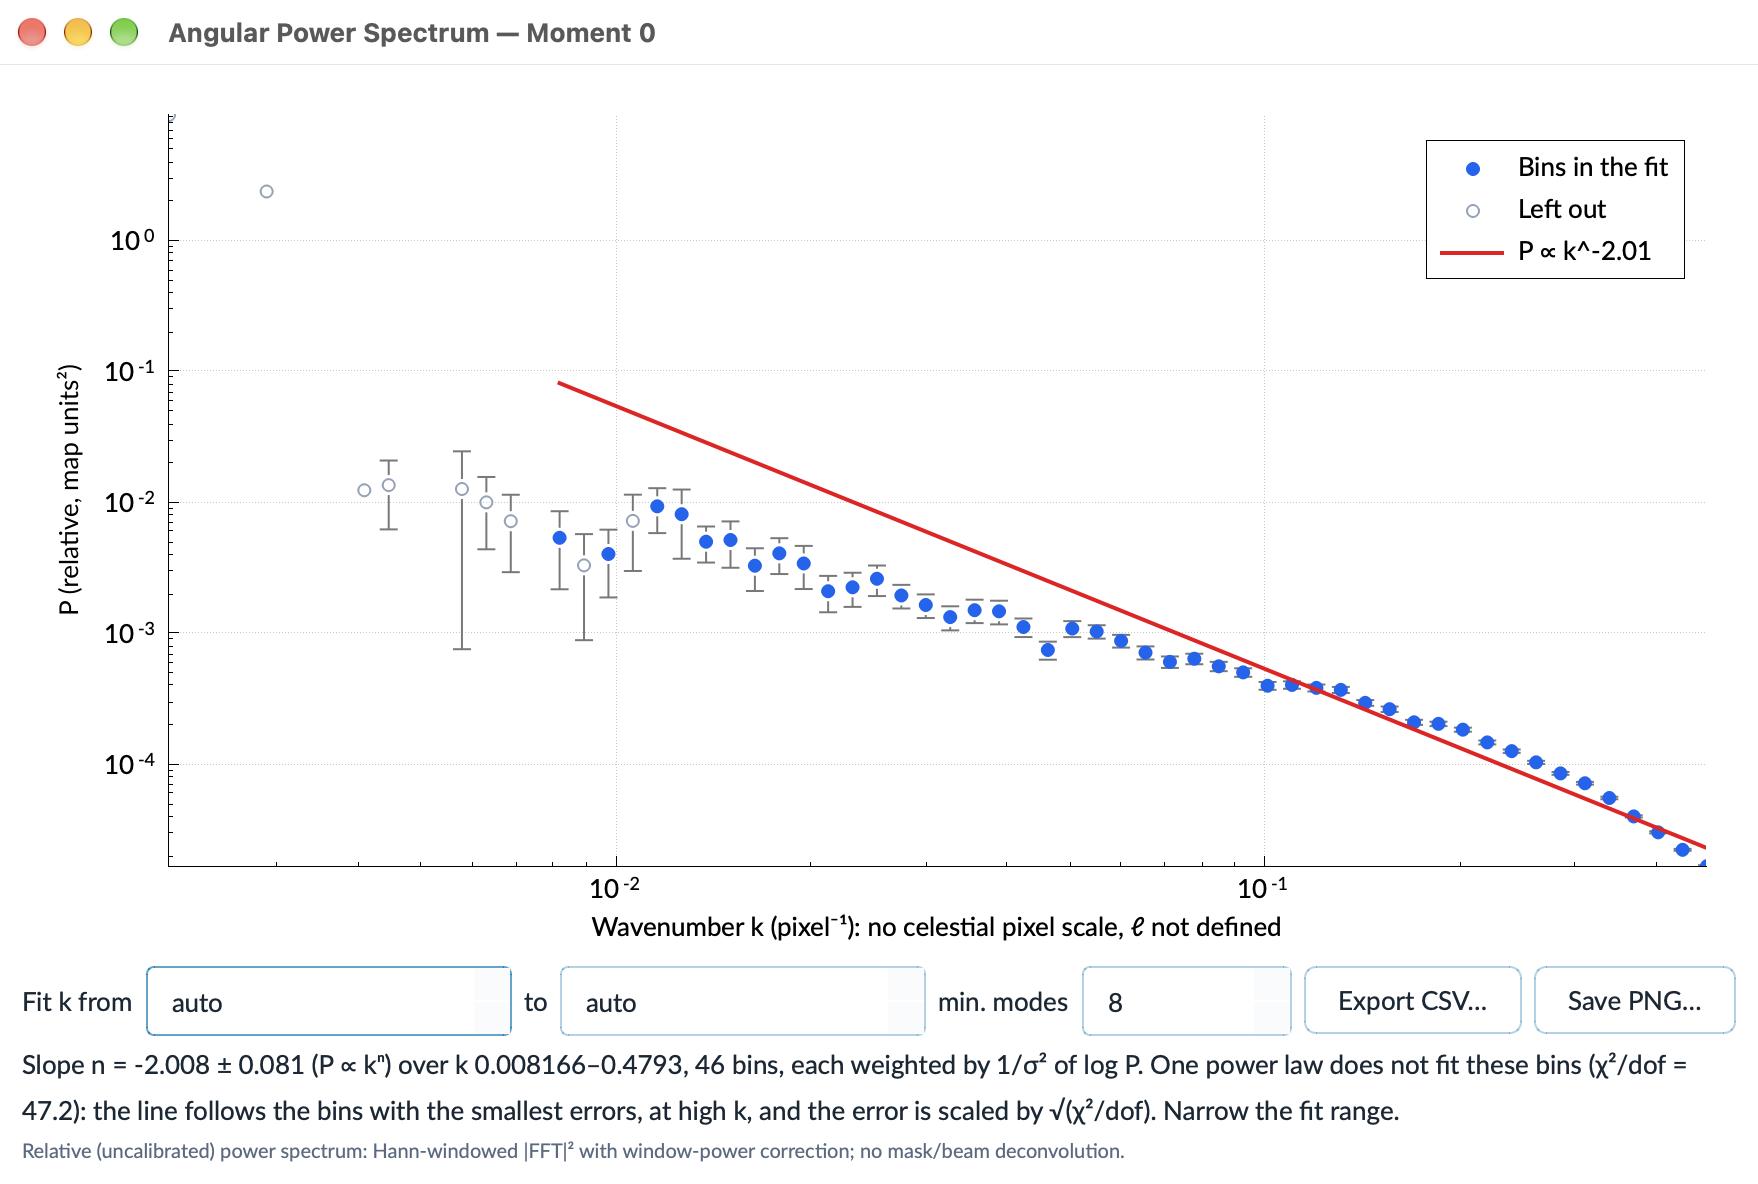 Angular Power Spectrum — Moment 0
Bins in the fit
Left out
P ∝ k^-2.01
10⁰
10⁻¹
10⁻²
10⁻³
10⁻⁴
P (relative, map units²)
10⁻²
10⁻¹
Wavenumber k (pixel⁻¹): no celestial pixel scale, ℓ not defined
Fit k from auto to auto min. modes 8 Export CSV... Save PNG...
Slope n = -2.008 ± 0.081 (P ∝ kⁿ) over k 0.008166–0.4793, 46 bins, each weighted by 1/σ² of log P. One power law does not fit these bins (χ²/dof =
47.2): the line follows the bins with the smallest errors, at high k, and the error is scaled by √(χ²/dof). Narrow the fit range.
Relative (uncalibrated) power spectrum: Hann-windowed |FFT|² with window-power correction; no mask/beam deconvolution.